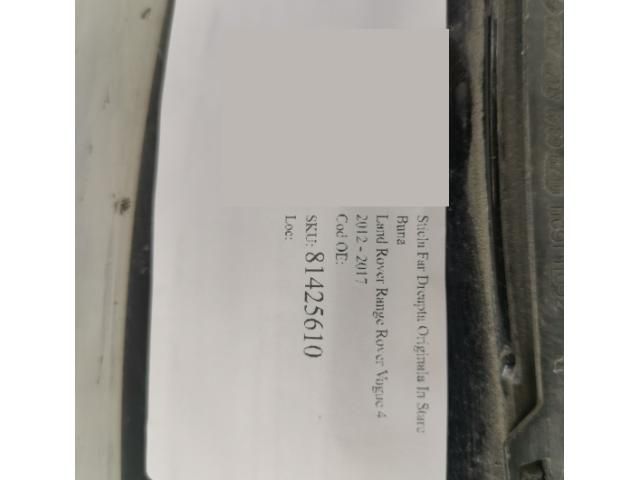 Sticla Far Dreapta Originala In Stare
Buna
Land Rover Range Rover Vogue 4
2012 - 2017
Cod OE:
SKU: 81425610
Loc: